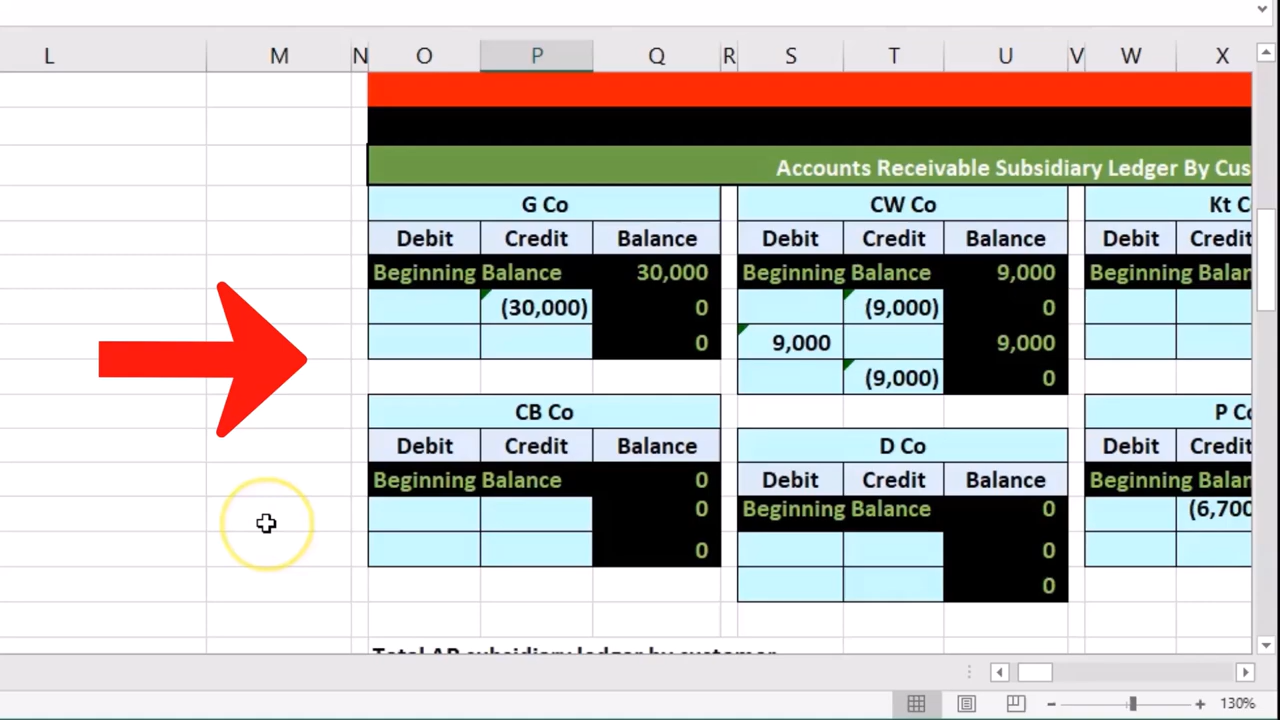 L M N O P Q R S T U V W X
Accounts Receivable Subsidiary Ledger By Cus
G Co CW Co Kt C
Debit Credit Balance Debit Credit Balance Debit Credit
Beginning Balance 30,000 Beginning Balance 9,000 Beginning Balan
(30,000) 0 (9,000) 0
0 9,000 9,000
(9,000) 0
CB Co P Co
Debit Credit Balance D Co Debit Credit
Beginning Balance 0 Debit Credit Balance Beginning Balan
0 Beginning Balance 0 (6,700
0 0
0
Total AR subsidiary ledger by customer
130%